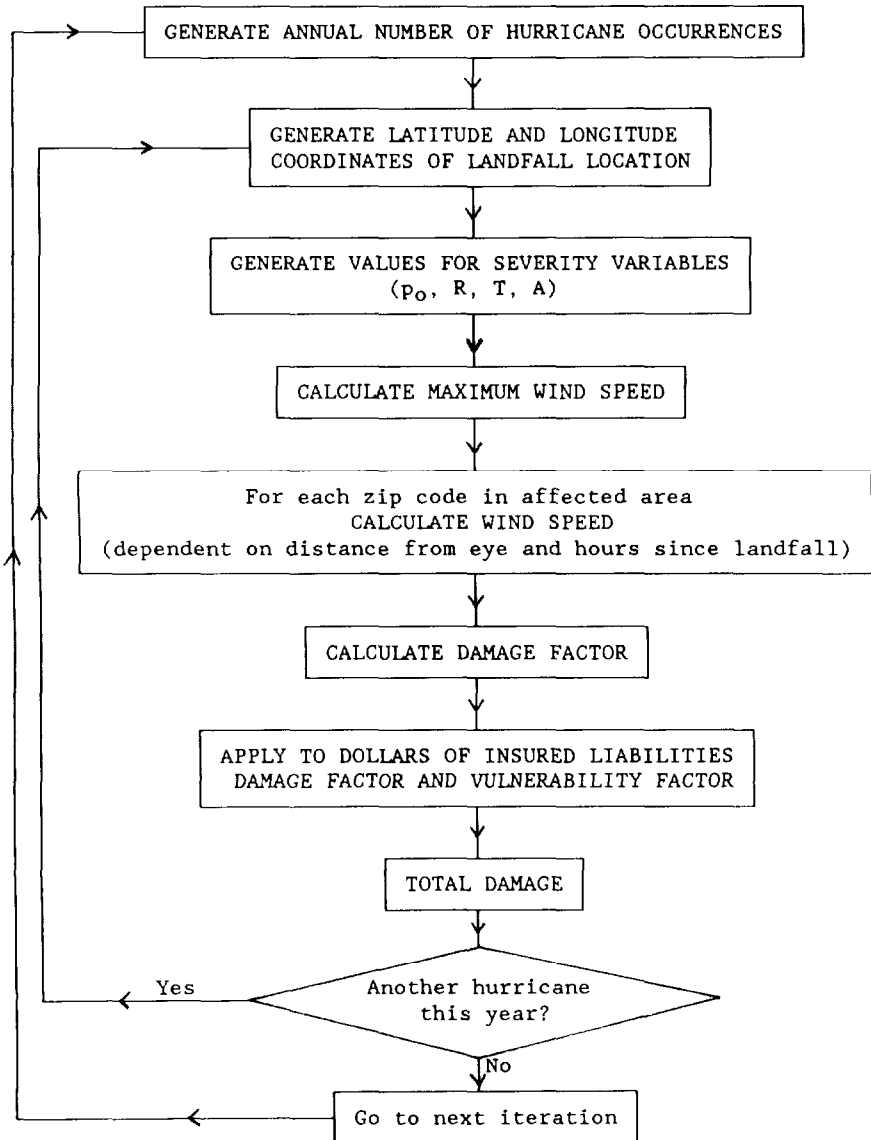 GENERATE ANNUAL NUMBER OF HURRICANE OCCURRENCES
GENERATE LATITUDE AND LONGITUDE
COORDINATES OF LANDFALL LOCATION
GENERATE VALUES FOR SEVERITY VARIABLES
(p₀, R, T, A)
CALCULATE MAXIMUM WIND SPEED
For each zip code in affected area
CALCULATE WIND SPEED
(dependent on distance from eye and hours since landfall)
CALCULATE DAMAGE FACTOR
APPLY TO DOLLARS OF INSURED LIABILITIES
DAMAGE FACTOR AND VULNERABILITY FACTOR
TOTAL DAMAGE
Yes
Another hurricane
this year?
No
Go to next iteration